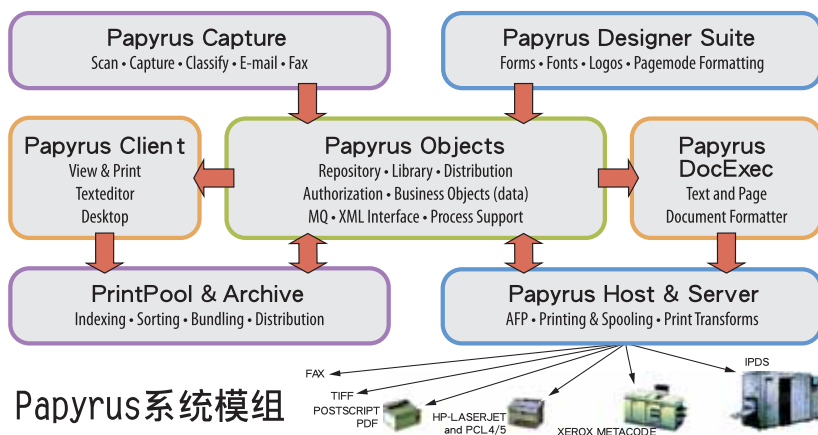 Papyrus Capture
Scan • Capture • Classify • E-mail • Fax
Papyrus Designer Suite
Forms • Fonts • Logos • Pagemode Formatting
Papyrus Client
View & Print
Texteditor
Desktop
Papyrus Objects
Repository • Library • Distribution
Authorization • Business Objects (data)
MQ • XML Interface • Process Support
Papyrus
DocExec
Text and Page
Document Formatter
PrintPool & Archive
Indexing • Sorting • Bundling • Distribution
Papyrus Host & Server
AFP • Printing & Spooling • Print Transforms
Papyrus系统模组
FAX
TIFF
POSTSCRIPT
PDF
HP-LASERJET
and PCL4/5
XEROX METACODE
IPDS